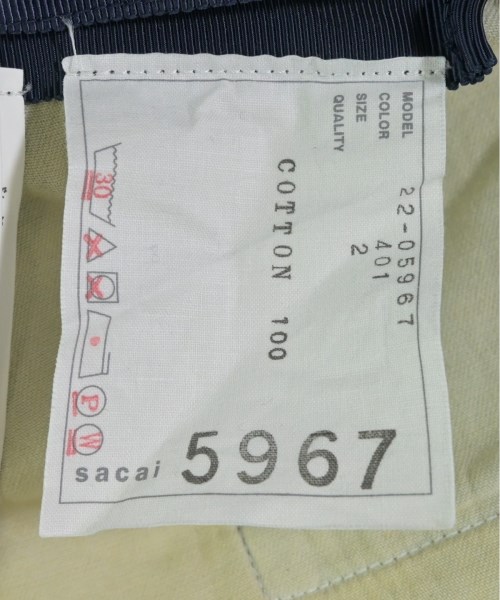 MODEL 22-05967
COLOR 401
SIZE 2
QUALITY
COTTON 100
30
P
W
sacai 5967